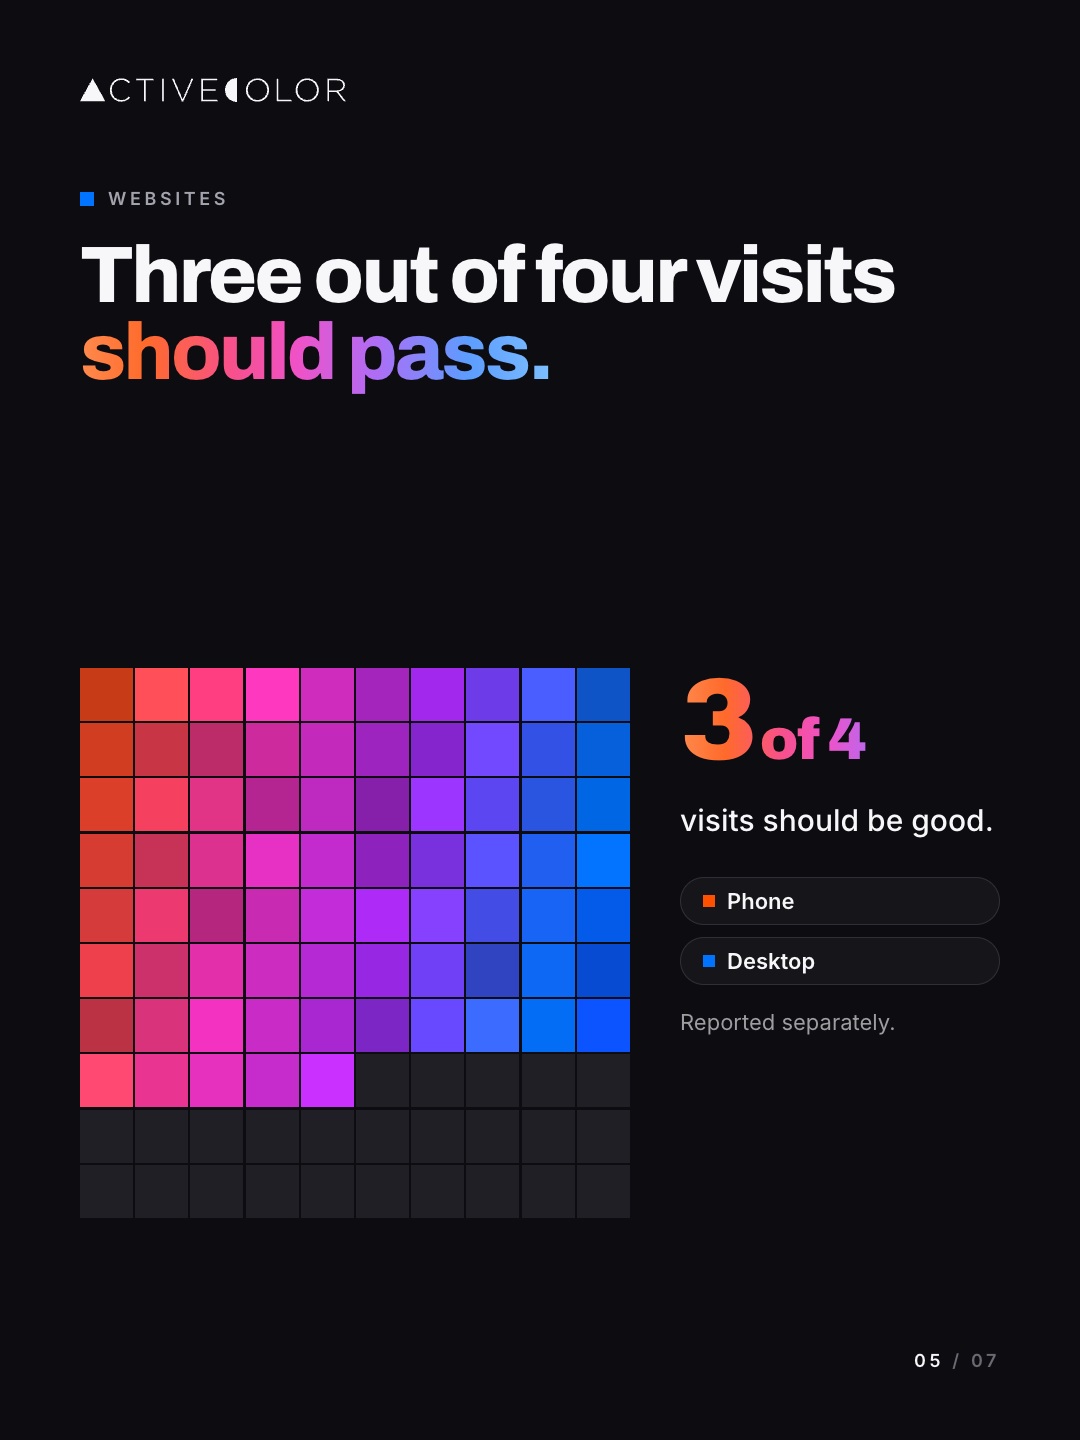 ACTIVECOLOR
WEBSITES
Three out of four visits
should pass.
3 of 4
visits should be good.
Phone
Desktop
Reported separately.
05 / 07